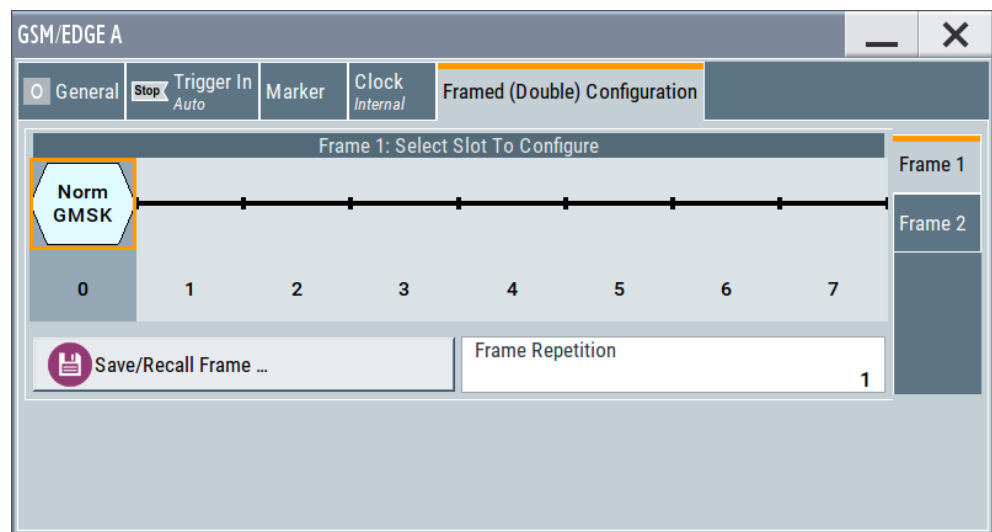 GSM/EDGE A
O General
Stop Trigger In
Auto
Marker
Clock
Internal
Framed (Double) Configuration
Frame 1: Select Slot To Configure
Frame 1
Frame 2
Norm
GMSK
0 1 2 3 4 5 6 7
Save/Recall Frame ...
Frame Repetition
1